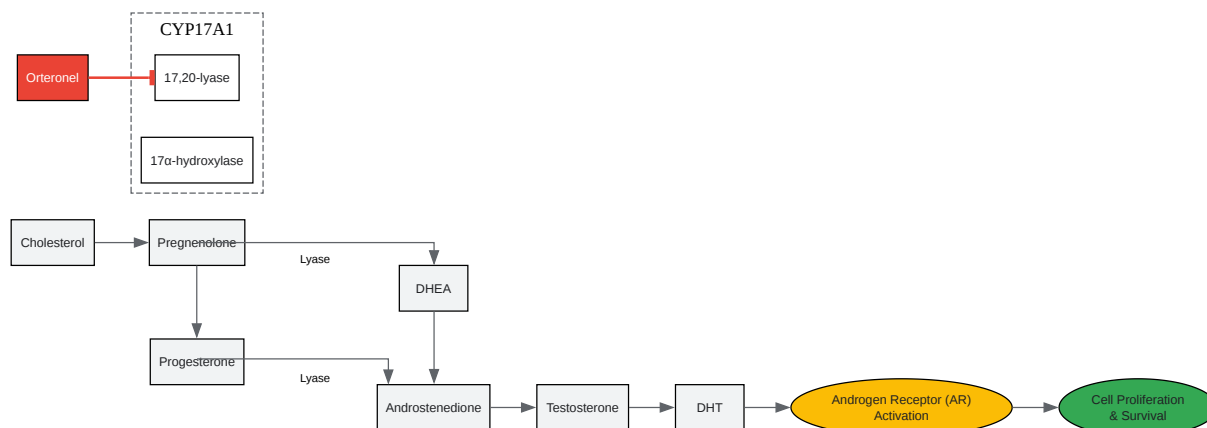 CYP17A1
Orteronel
17,20-lyase
17α-hydroxylase
Cholesterol
Pregnenolone
Lyase
DHEA
Progesterone
Lyase
Androstenedione
Testosterone
DHT
Androgen Receptor (AR)
Activation
Cell Proliferation
& Survival